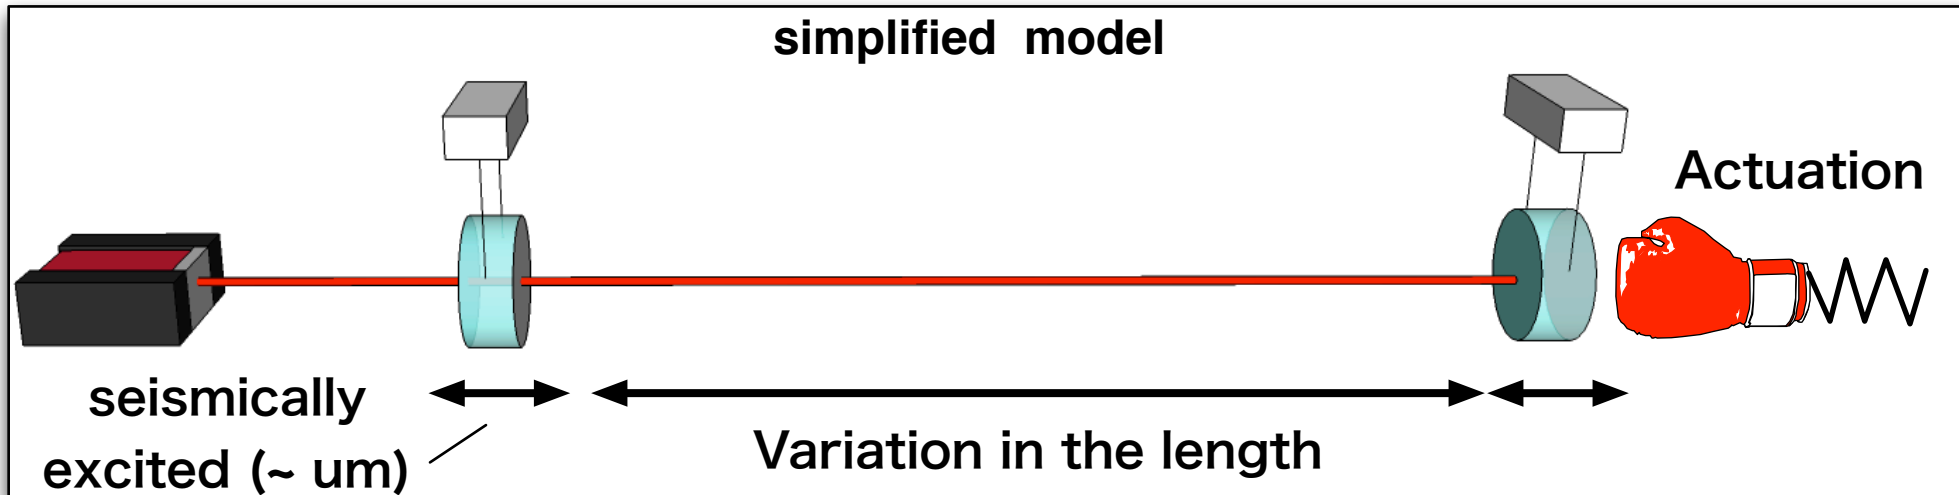 simplified model
Actuation
seismically
excited (~ um)
Variation in the length